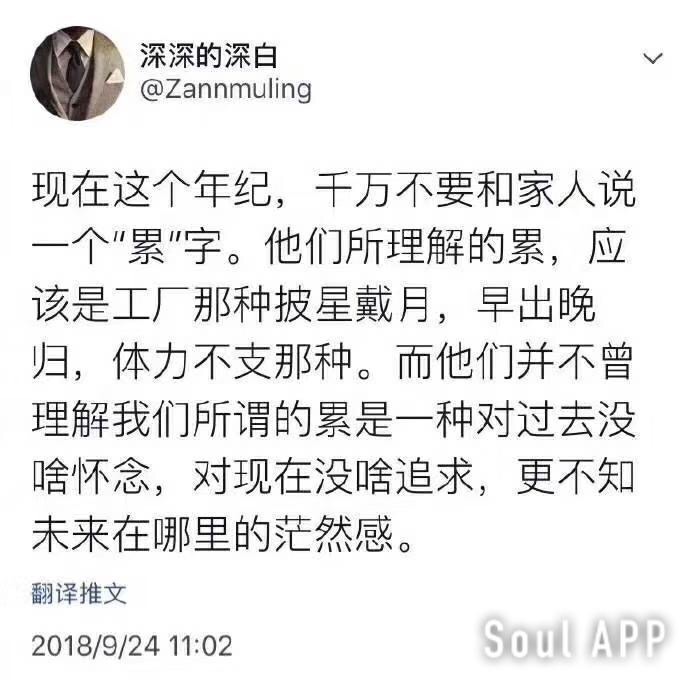 深深的深白
@Zannmuling
现在这个年纪，千万不要和家人说
一个“累”字。他们所理解的累，应
该是工厂那种披星戴月，早出晚
归，体力不支那种。而他们并不曾
理解我们所谓的累是一种对过去没
啥怀念，对现在没啥追求，更不知
未来在哪里的茫然感。
翻译推文
2018/9/24 11:02
Soul APP